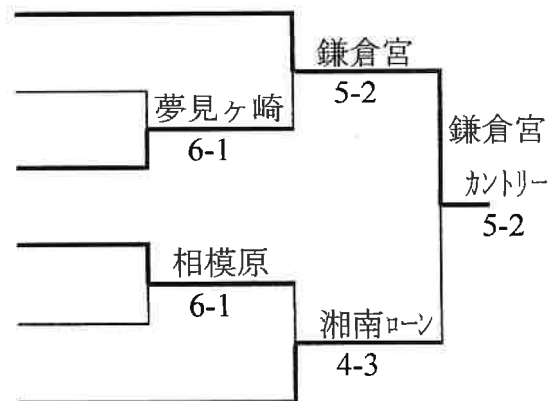 鎌倉宮
5-2
夢見ヶ崎
6-1
鎌倉宮
カントリー
5-2
相模原
6-1
湘南ローン
4-3